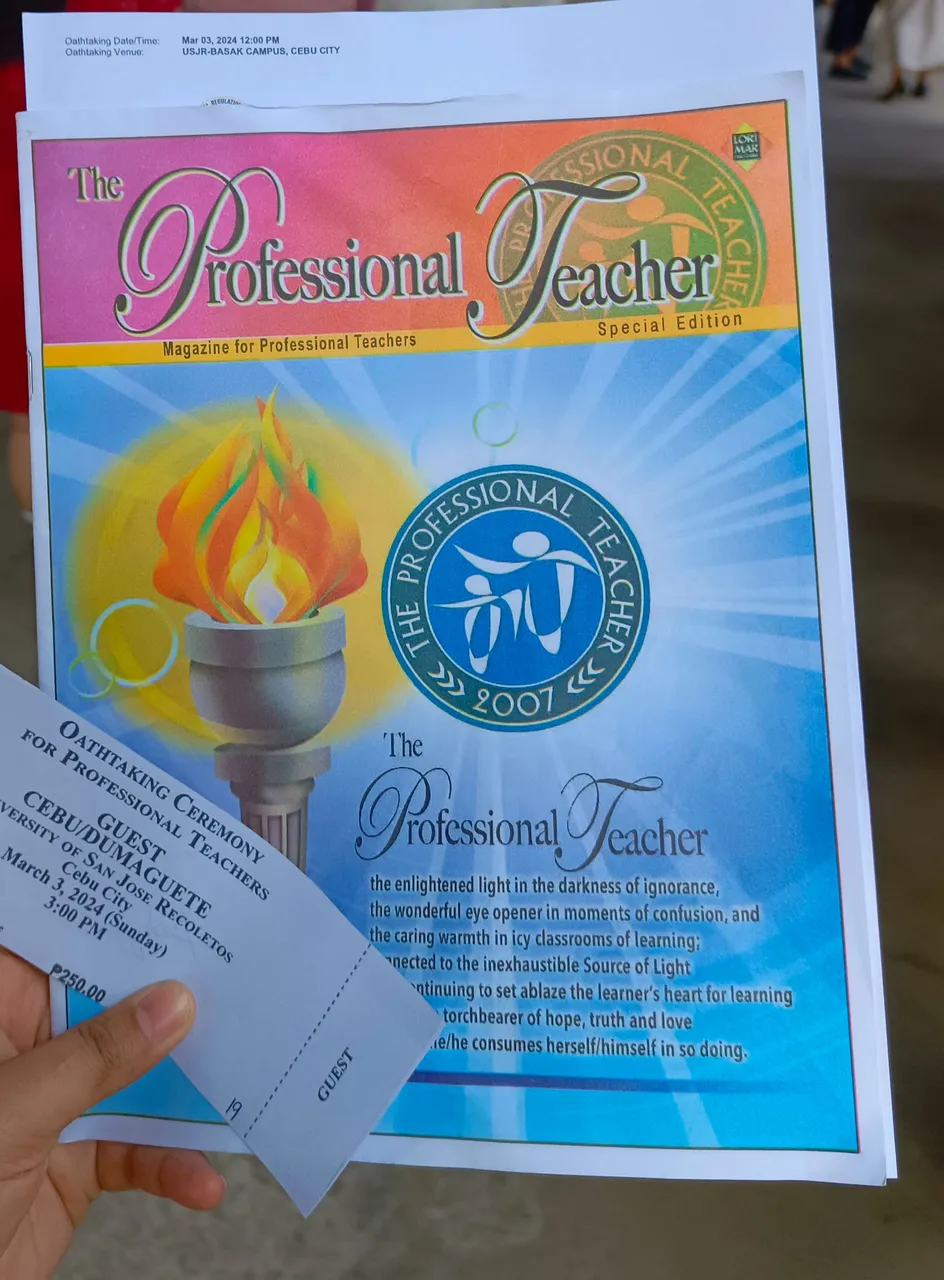 Oathtaking Date/Time: Mar 03, 2024 12:00 PM
Oathtaking Venue: USJR-BASAK CAMPUS, CEBU CITY
LORI
MAR
The Professional Teacher
PROFESSIONAL TEACHER
Magazine for Professional Teachers
Special Edition
THE PROFESSIONAL TEACHER
2007
The
Professional Teacher
the enlightened light in the darkness of ignorance,
the wonderful eye opener in moments of confusion, and
the caring warmth in icy classrooms of learning;
to the inexhaustible Source of Light
to set ablaze the learner's heart for learning
torchbearer of hope, truth and love
consumes herself/himself in so doing.
OATHTAKING CEREMONY
FOR PROFESSIONAL TEACHERS
GUEST
CEBU/DUMAGUETE
OF SAN JOSE RECOLETOS
Cebu City
March 3, 2024 (Sunday)
3:00 PM
₱250.00
19
GUEST